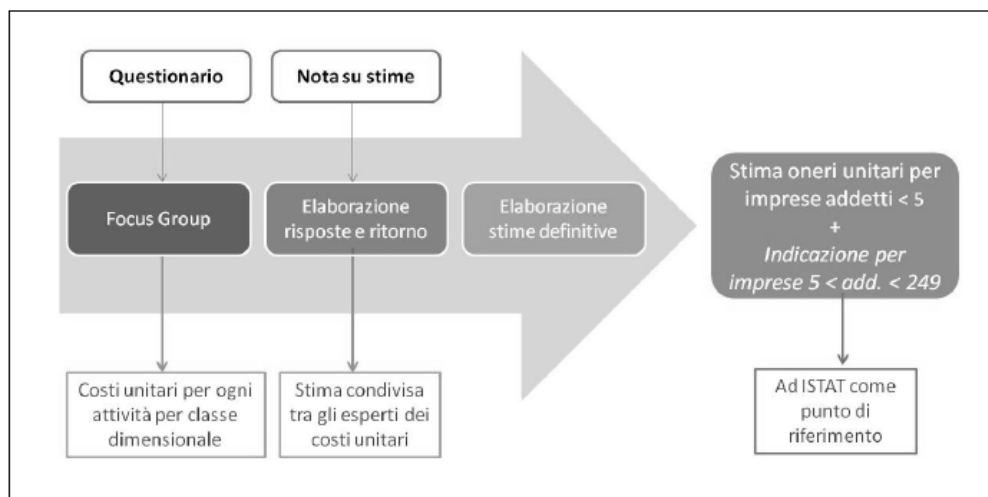 Questionario
Nota su stime
Focus Group
Elaborazione
risposte e ritorno
Elaborazione
stime definitive
Stima oneri unitari per
imprese addetti < 5
+
Indicazione per
imprese 5 < add. < 249
Costi unitari per ogni
attività per classe
dimensionale
Stima condivisa
tra gli esperti dei
costi unitari
Ad ISTAT come
punto di
riferimento